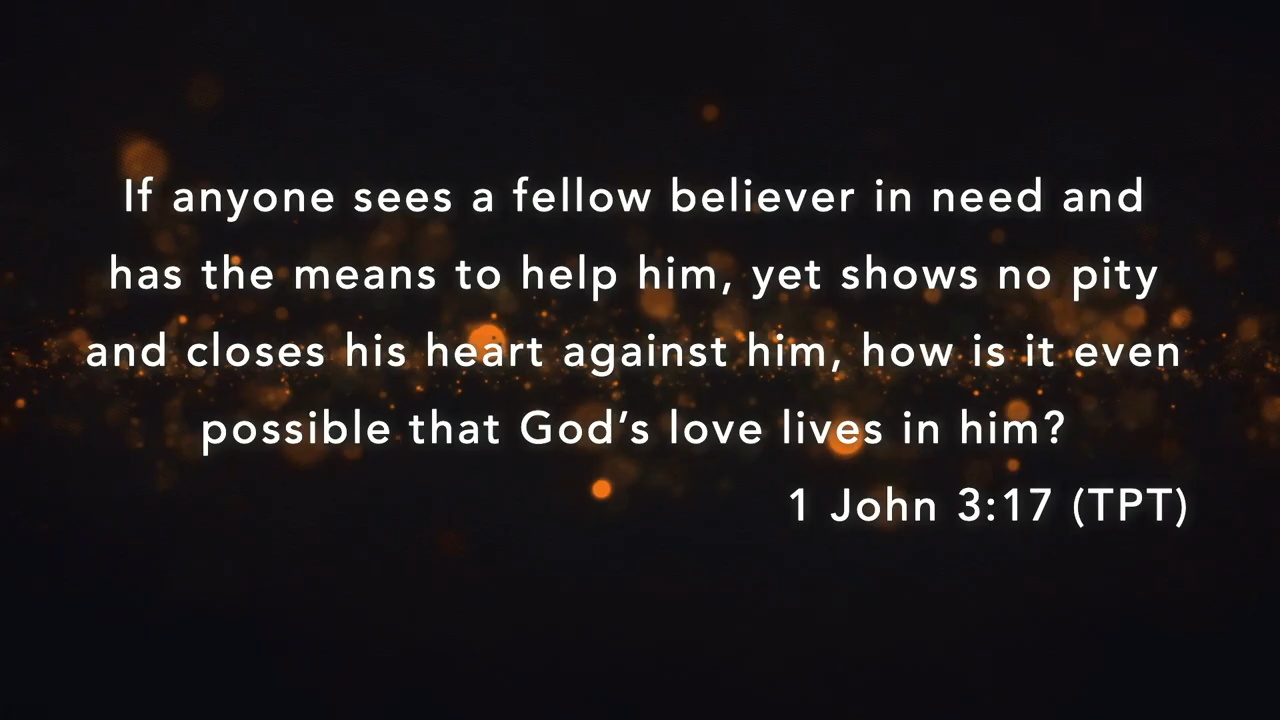 If anyone sees a fellow believer in need and
has the means to help him, yet shows no pity
and closes his heart against him, how is it even
possible that God’s love lives in him?
1 John 3:17 (TPT)